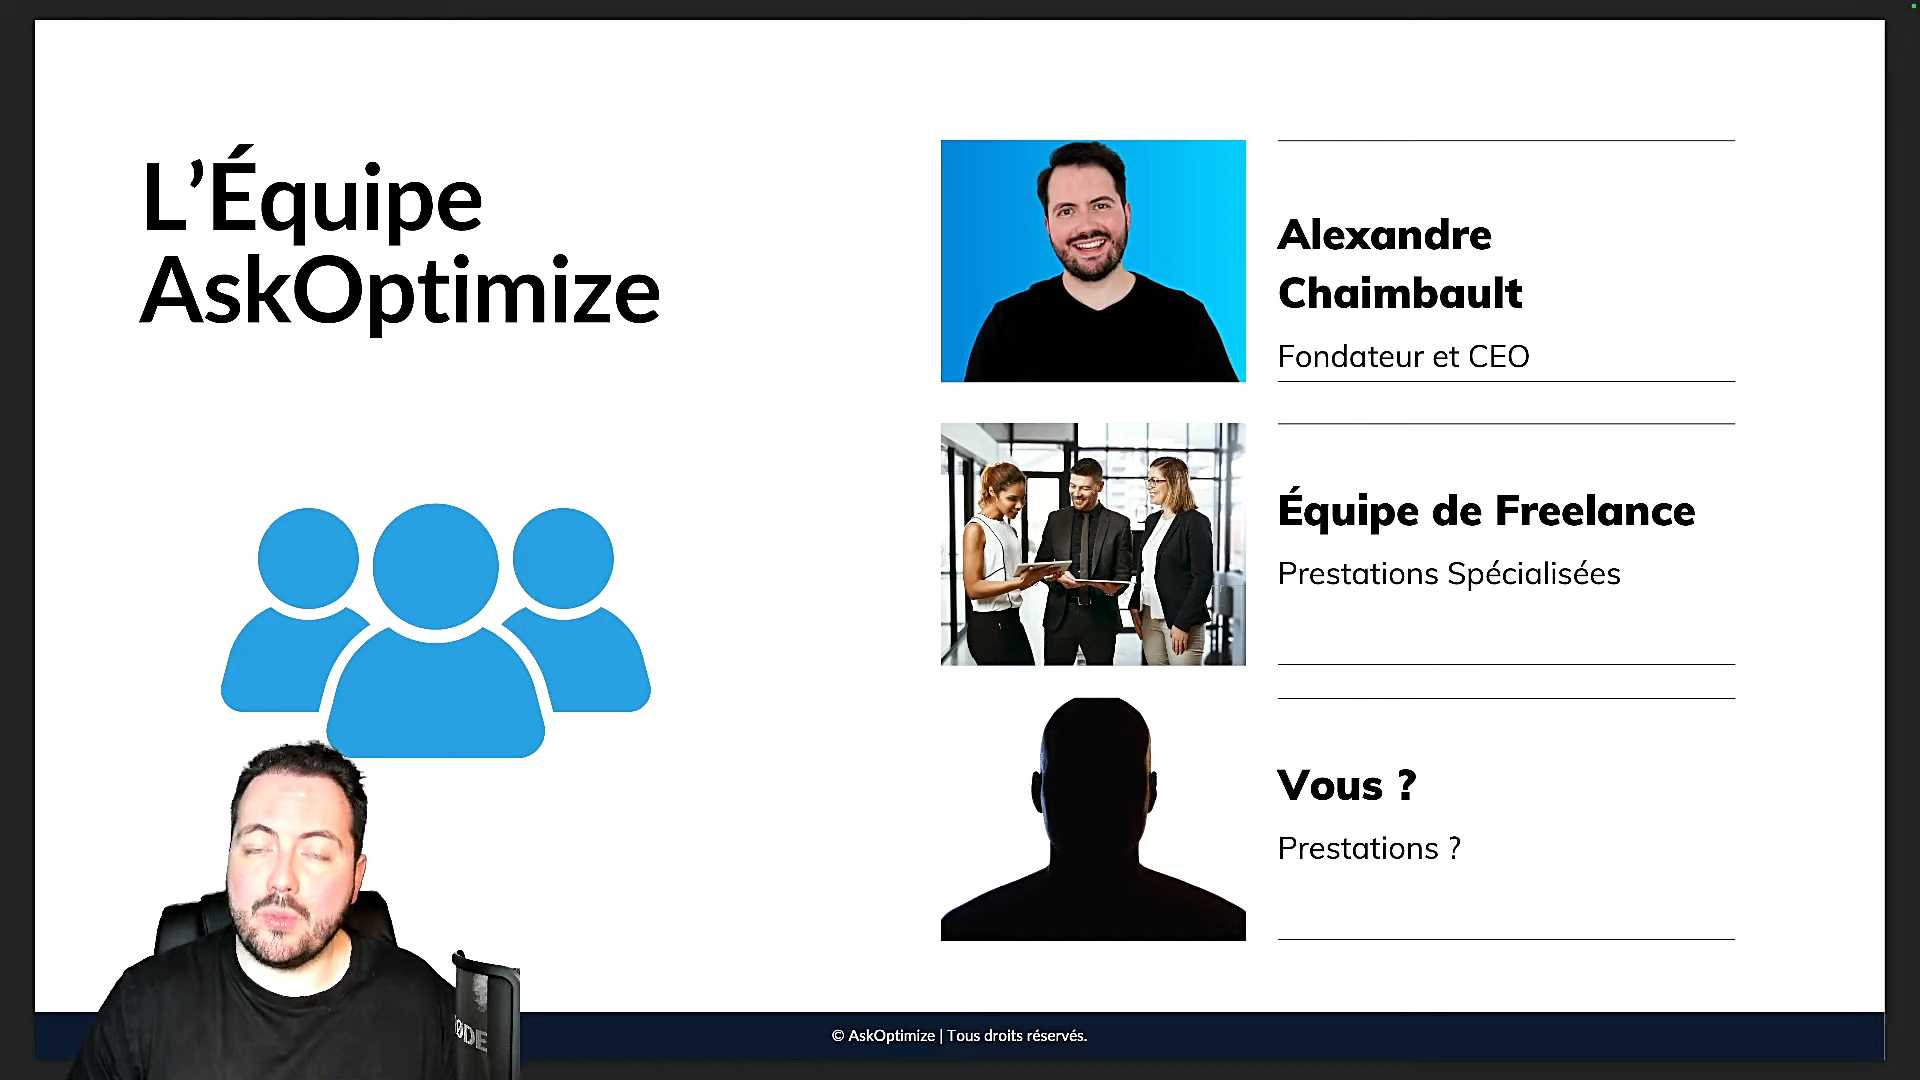 L’Équipe
AskOptimize
Alexandre
Chaimbault
Fondateur et CEO
Équipe de Freelance
Prestations Spécialisées
Vous ?
Prestations ?
© AskOptimize | Tous droits réservés.